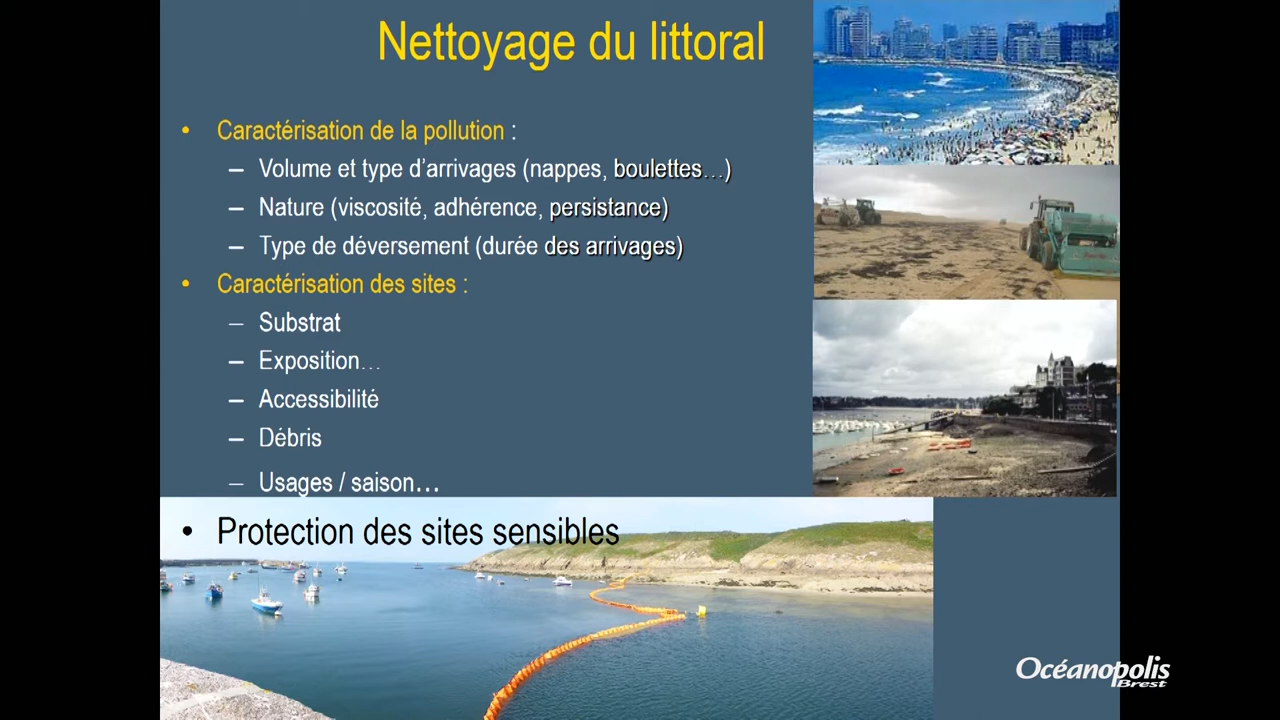 Nettoyage du littoral
• Caractérisation de la pollution :
– Volume et type d'arrivages (nappes, boulettes…)
– Nature (viscosité, adhérence, persistance)
– Type de déversement (durée des arrivages)
• Caractérisation des sites :
– Substrat
– Exposition…
– Accessibilité
– Débris
– Usages / saison…
• Protection des sites sensibles
Océanopolis
Brest